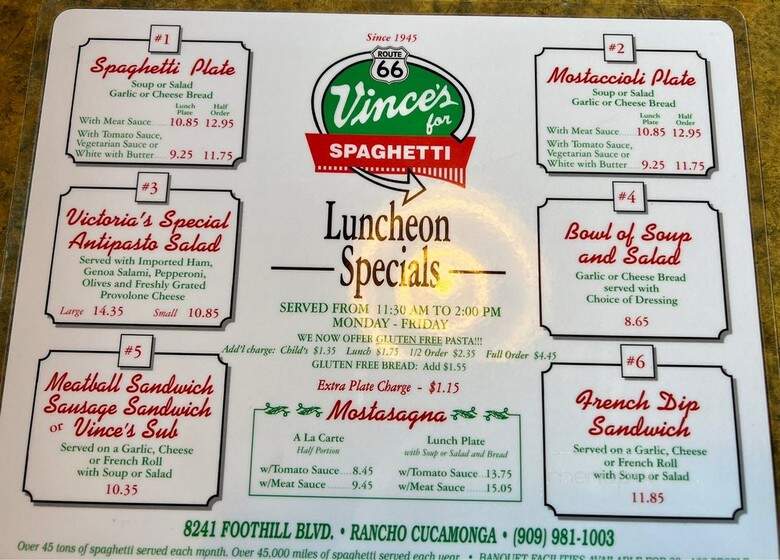 #1
Spaghetti Plate
Soup or Salad
Garlic or Cheese Bread
Lunch Plate Half Order
With Meat Sauce 10.85 12.95
With Tomato Sauce,
Vegetarian Sauce or
White with Butter 9.25 11.75
Since 1945
ROUTE
66
Vince's
for
SPAGHETTI
#2
Mostaccioli Plate
Soup or Salad
Garlic or Cheese Bread
Lunch Plate Half Order
With Meat Sauce 10.85 12.95
With Tomato Sauce,
Vegetarian Sauce or
White with Butter 9.25 11.75
#3
Victoria's Special
Antipasto Salad
Served with Imported Ham,
Genoa Salami, Pepperoni,
Olives and Freshly Grated
Provolone Cheese
Large 14.35 Small 10.85
Luncheon
Specials
SERVED FROM 11:30 AM TO 2:00 PM
MONDAY - FRIDAY
WE NOW OFFER GLUTEN FREE PASTA!!!
Add'l charge: Child's $1.35 Lunch $1.75 1/2 Order $2.35 Full Order $4.45
GLUTEN FREE BREAD: Add $1.55
Extra Plate Charge - $1.15
#4
Bowl of Soup
and Salad
Garlic or Cheese Bread
served with
Choice of Dressing
8.65
#5
Meatball Sandwich
Sausage Sandwich
or Vince's Sub
Served on a Garlic, Cheese
or French Roll
with Soup or Salad
10.35
Mostasagna
A La Carte
Half Portion
w/Tomato Sauce 8.45
w/Meat Sauce 9.45
Lunch Plate
with Soup or Salad and Bread
w/Tomato Sauce 13.75
w/Meat Sauce 15.05
#6
French Dip
Sandwich
Served on a Garlic, Cheese
or French Roll
with Soup or Salad
11.85
8241 FOOTHILL BLVD. • RANCHO CUCAMONGA • (909) 981-1003
Over 45 tons of spaghetti served each month. Over 45,000 miles of spaghetti served each year. • BANQUET FACILITIES AVAILABLE FOR